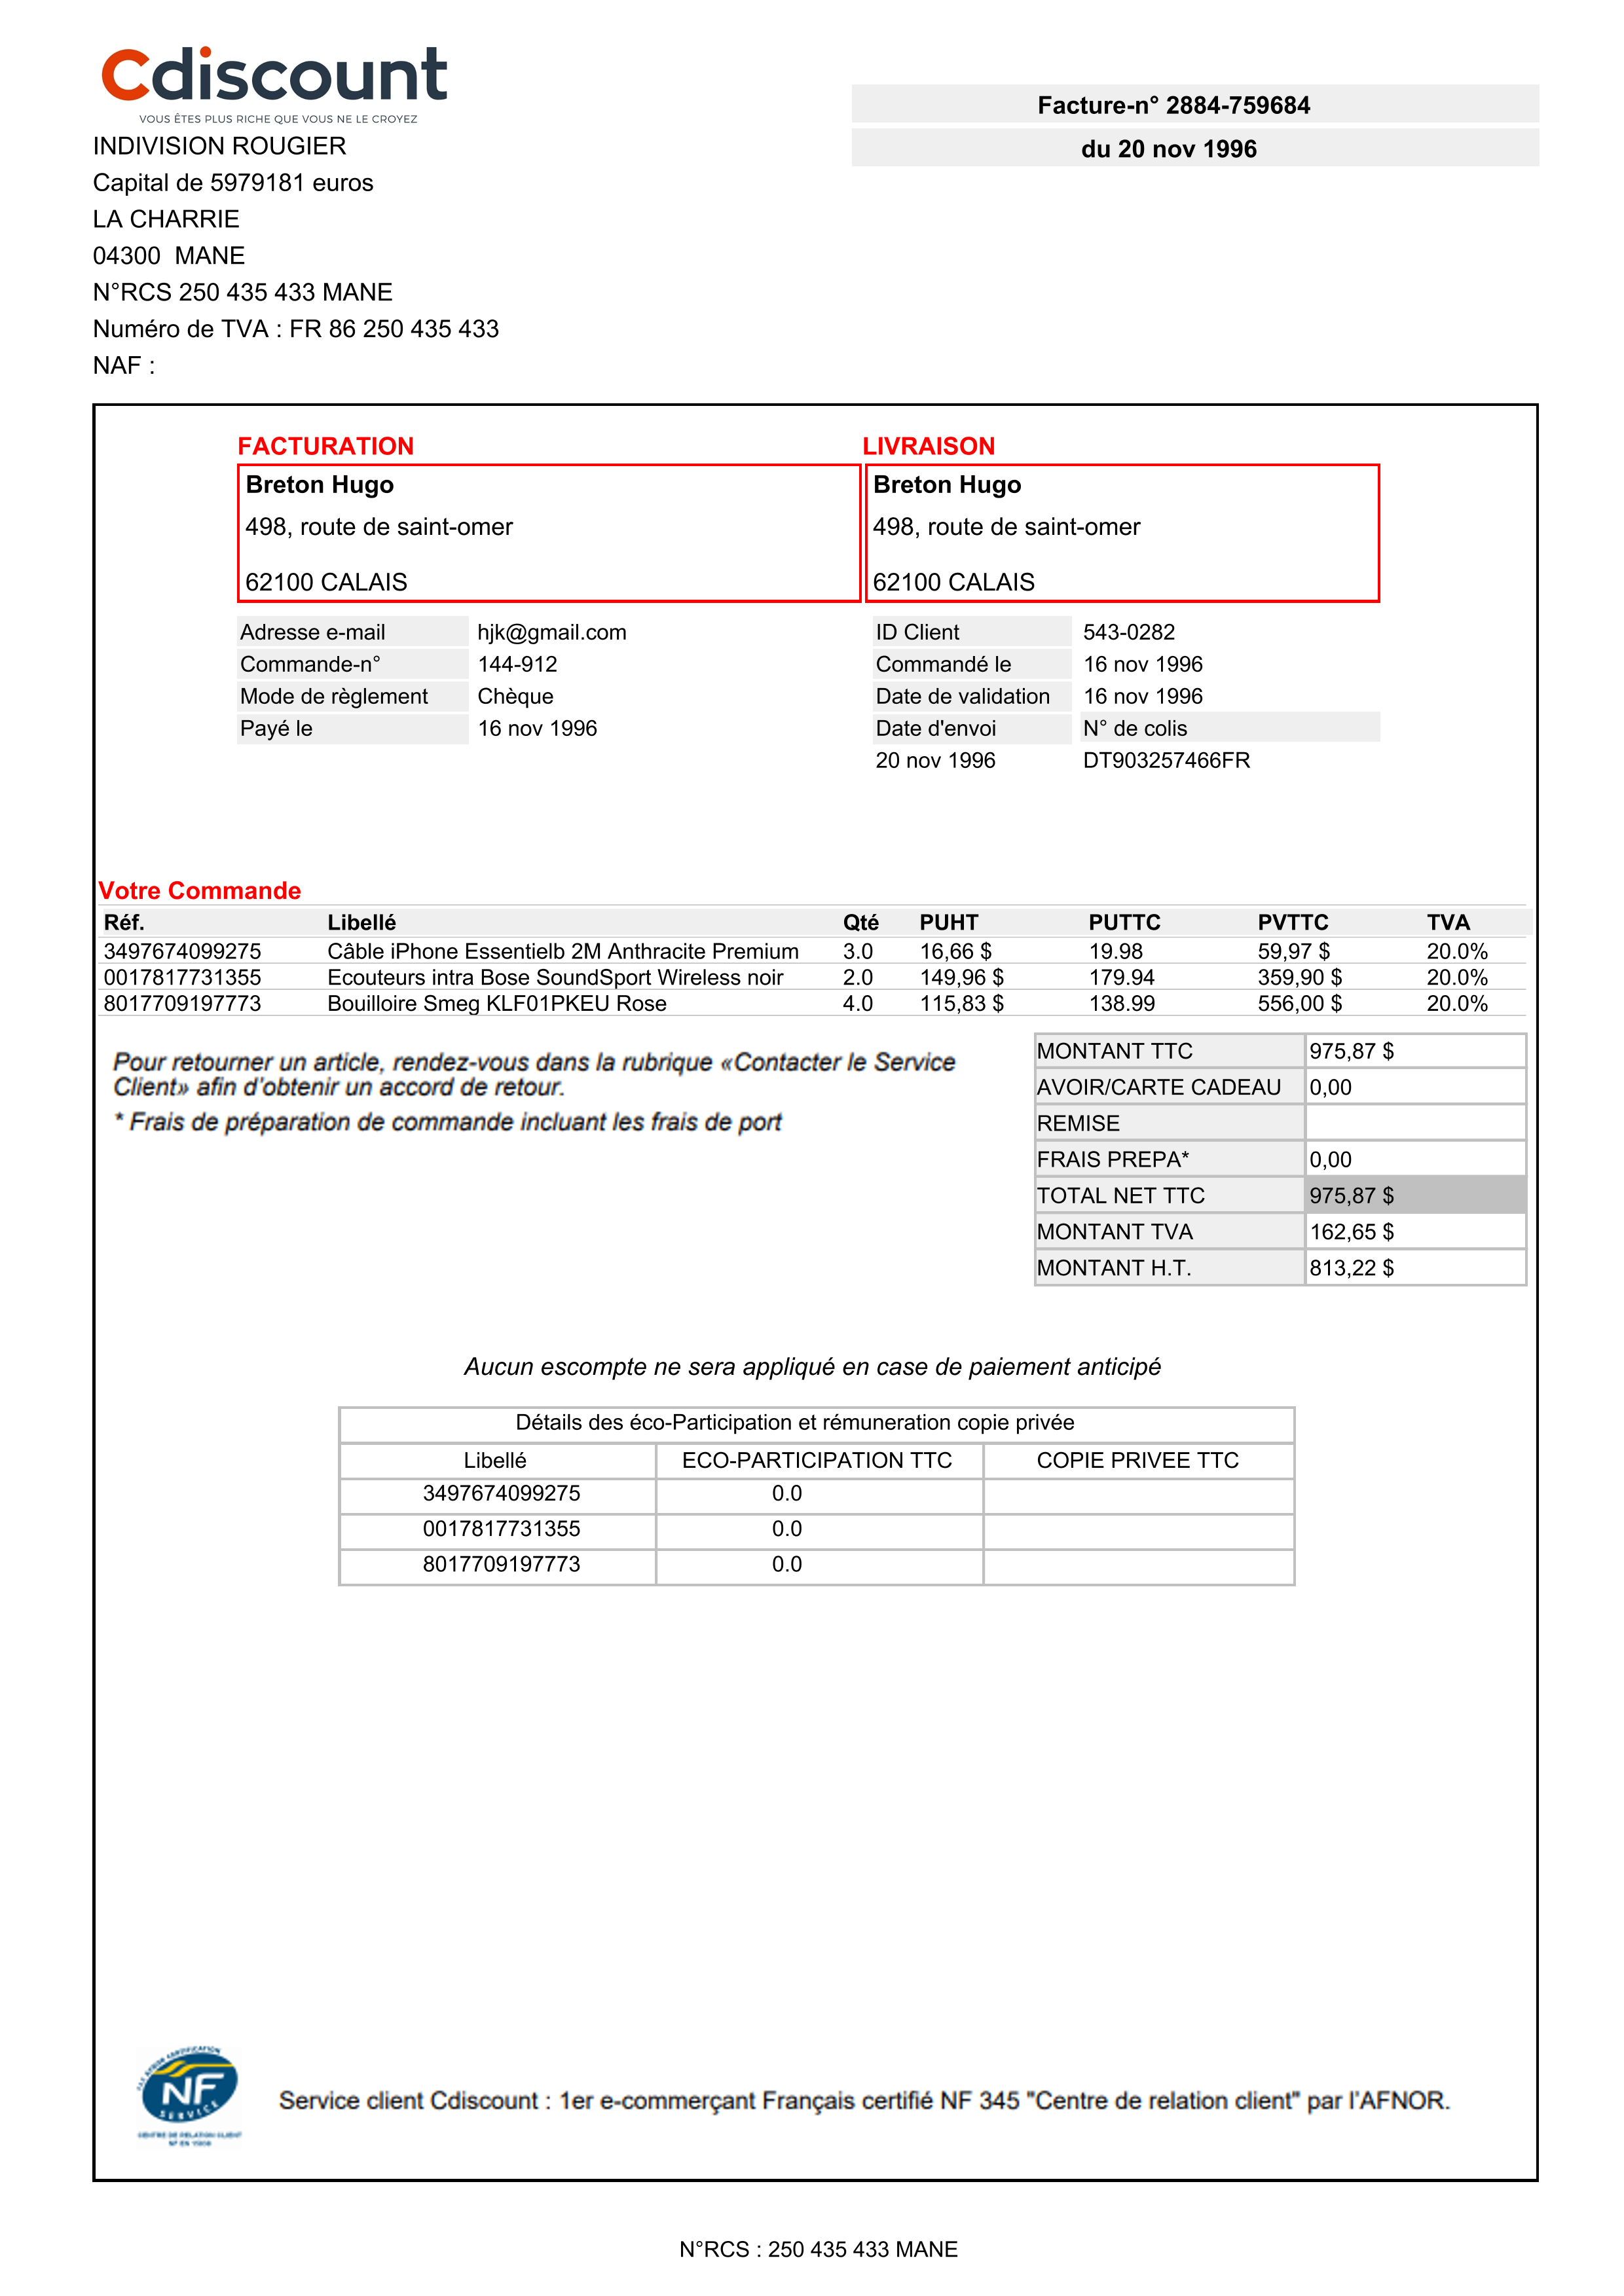 Cdiscount
VOUS ÊTES PLUS RICHE QUE VOUS NE LE CROYEZ
Facture-n° 2884-759684
du 20 nov 1996
INDIVISION ROUGIER
Capital de 5979181 euros
LA CHARRIE
04300 MANE
N°RCS 250 435 433 MANE
Numéro de TVA : FR 86 250 435 433
NAF :
FACTURATION LIVRAISON
Breton Hugo Breton Hugo
498, route de saint-omer 498, route de saint-omer
62100 CALAIS 62100 CALAIS
Adresse e-mail hjk@gmail.com ID Client 543-0282
Commande-n° 144-912 Commandé le 16 nov 1996
Mode de règlement Chèque Date de validation 16 nov 1996
Payé le 16 nov 1996 Date d'envoi N° de colis
20 nov 1996 DT903257466FR
Votre Commande
Réf. Libellé Qté PUHT PUTTC PVTTC TVA
3497674099275 Câble iPhone Essentielb 2M Anthracite Premium 3.0 16,66 $ 19.98 59,97 $ 20.0%
0017817731355 Ecouteurs intra Bose SoundSport Wireless noir 2.0 149,96 $ 179.94 359,90 $ 20.0%
8017709197773 Bouilloire Smeg KLF01PKEU Rose 4.0 115,83 $ 138.99 556,00 $ 20.0%
Pour retourner un article, rendez-vous dans la rubrique «Contacter le Service
Client» afin d'obtenir un accord de retour.
* Frais de préparation de commande incluant les frais de port
MONTANT TTC 975,87 $
AVOIR/CARTE CADEAU 0,00
REMISE
FRAIS PREPA* 0,00
TOTAL NET TTC 975,87 $
MONTANT TVA 162,65 $
MONTANT H.T. 813,22 $
Aucun escompte ne sera appliqué en case de paiement anticipé
Détails des éco-Participation et rémuneration copie privée
Libellé ECO-PARTICIPATION TTC COPIE PRIVEE TTC
3497674099275 0.0
0017817731355 0.0
8017709197773 0.0
NF
SERVICE
CENTRE DE RELATION CLIENT
Service client Cdiscount : 1er e-commerçant Français certifié NF 345 "Centre de relation client" par l'AFNOR.
N°RCS : 250 435 433 MANE